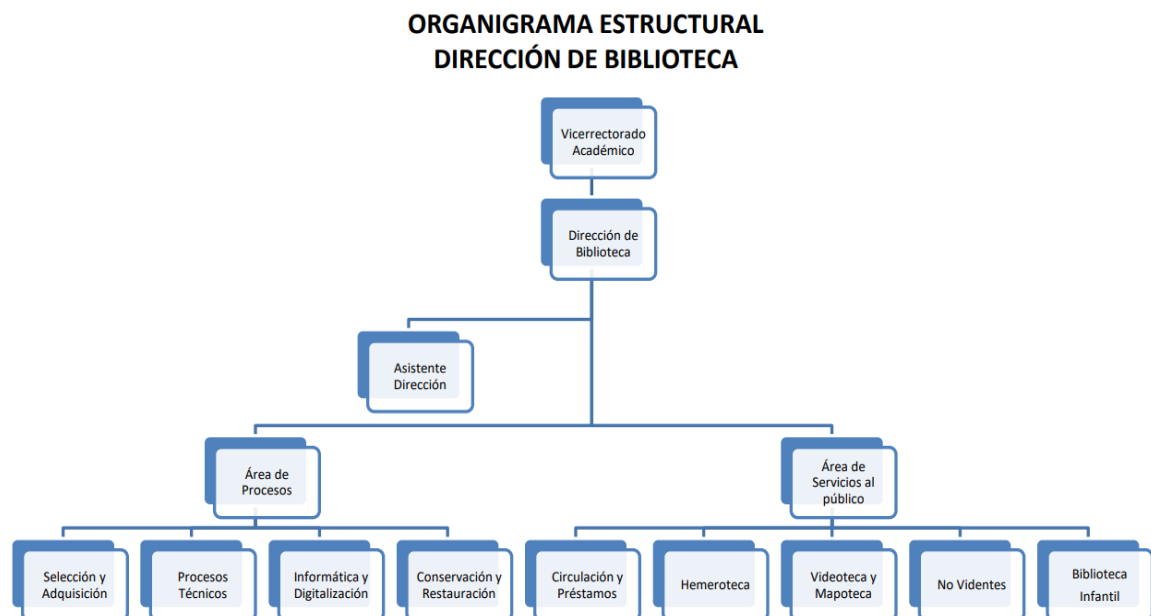 ORGANIGRAMA ESTRUCTURAL
DIRECCIÓN DE BIBLIOTECA
Vicerrectorado
Académico
Dirección de
Biblioteca
Asistente
Dirección
Área de
Procesos
Área de
Servicios al
público
Selección y
Adquisición
Procesos
Técnicos
Informática y
Digitalización
Conservación y
Restauración
Circulación y
Préstamos
Hemeroteca
Videoteca y
Mapoteca
No Videntes
Biblioteca
Infantil